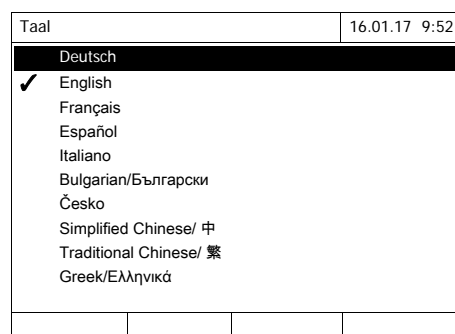 Taal 16.01.17 9:52
Deutsch
✓ English
Français
Español
Italiano
Bulgarian/Български
Česko
Simplified Chinese/ 中
Traditional Chinese/ 繁
Greek/Ελληνικά